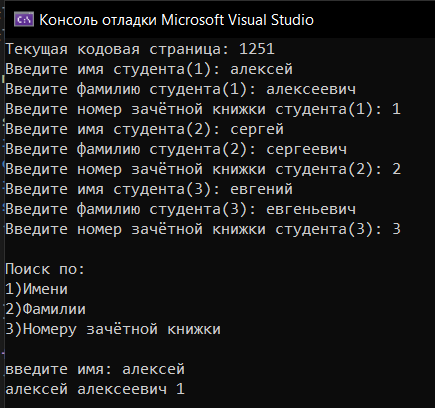 Консоль отладки Microsoft Visual Studio
Текущая кодовая страница: 1251
Введите имя студента(1): алексей
Введите фамилию студента(1): алексеевич
Введите номер зачётной книжки студента(1): 1
Введите имя студента(2): сергей
Введите фамилию студента(2): сергеевич
Введите номер зачётной книжки студента(2): 2
Введите имя студента(3): евгений
Введите фамилию студента(3): евгеньевич
Введите номер зачётной книжки студента(3): 3
Поиск по:
1)Имени
2)Фамилии
3)Номеру зачётной книжки
введите имя: алексей
алексей алексеевич 1